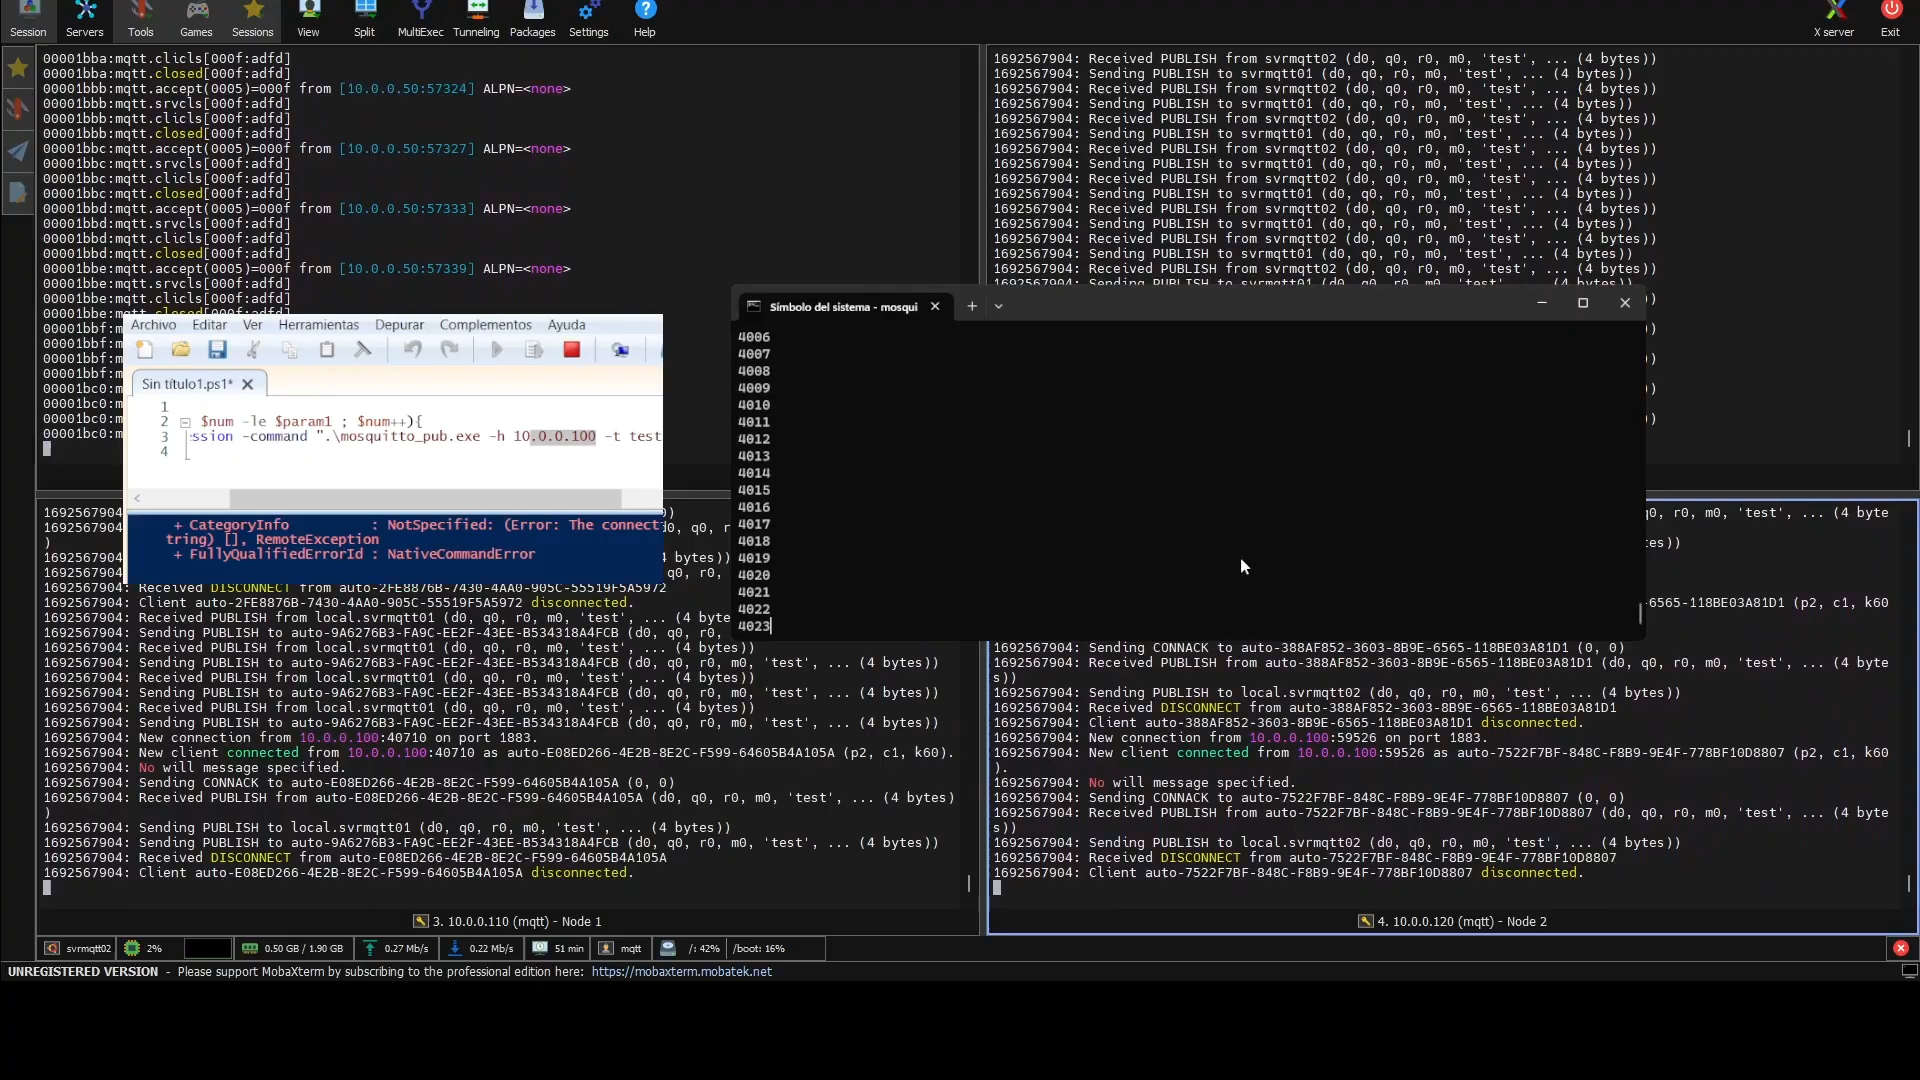 Session Servers Tools Games Sessions View Split MultiExec Tunneling Packages Settings Help X server Exit
00001bba:mqtt.clicls[000f:adfd]
00001bba:mqtt.closed[000f:adfd]
00001bbb:mqtt.accept(0005)=000f from [10.0.0.50:57324] ALPN=<none>
00001bbb:mqtt.srvcls[000f:adfd]
00001bbb:mqtt.clicls[000f:adfd]
00001bbb:mqtt.closed[000f:adfd]
00001bbc:mqtt.accept(0005)=000f from [10.0.0.50:57327] ALPN=<none>
00001bbc:mqtt.srvcls[000f:adfd]
00001bbc:mqtt.clicls[000f:adfd]
00001bbc:mqtt.closed[000f:adfd]
00001bbd:mqtt.accept(0005)=000f from [10.0.0.50:57333] ALPN=<none>
00001bbd:mqtt.srvcls[000f:adfd]
00001bbd:mqtt.clicls[000f:adfd]
00001bbd:mqtt.closed[000f:adfd]
00001bbe:mqtt.accept(0005)=000f from [10.0.0.50:57339] ALPN=<none>
00001bbe:mqtt.srvcls[000f:adfd]
00001bbe:mqtt.clicls[000f:adfd]
00001bbe:mqtt.closed[000f:adfd]
00001bbf:m
00001bbf:m
00001bbf:m
00001bbf:m
00001bc0:m
00001bc0:m
00001bc0:m
00001bc0:m
1692567904: Received PUBLISH from svrmqtt02 (d0, q0, r0, m0, 'test', ... (4 bytes))
1692567904: Sending PUBLISH to svrmqtt01 (d0, q0, r0, m0, 'test', ... (4 bytes))
1692567904: Received PUBLISH from svrmqtt02 (d0, q0, r0, m0, 'test', ... (4 bytes))
1692567904: Sending PUBLISH to svrmqtt01 (d0, q0, r0, m0, 'test', ... (4 bytes))
1692567904: Received PUBLISH from svrmqtt02 (d0, q0, r0, m0, 'test', ... (4 bytes))
1692567904: Sending PUBLISH to svrmqtt01 (d0, q0, r0, m0, 'test', ... (4 bytes))
1692567904: Received PUBLISH from svrmqtt02 (d0, q0, r0, m0, 'test', ... (4 bytes))
1692567904: Sending PUBLISH to svrmqtt01 (d0, q0, r0, m0, 'test', ... (4 bytes))
1692567904: Received PUBLISH from svrmqtt02 (d0, q0, r0, m0, 'test', ... (4 bytes))
1692567904: Sending PUBLISH to svrmqtt01 (d0, q0, r0, m0, 'test', ... (4 bytes))
1692567904: Received PUBLISH from svrmqtt02 (d0, q0, r0, m0, 'test', ... (4 bytes))
1692567904: Sending PUBLISH to svrmqtt01 (d0, q0, r0, m0, 'test', ... (4 bytes))
1692567904: Received PUBLISH from svrmqtt02 (d0, q0, r0, m0, 'test', ... (4 bytes))
1692567904: Sending PUBLISH to svrmqtt01 (d0, q0, r0, m0, 'test', ... (4 bytes))
1692567904: Received PUBLISH from svrmqtt02 (d0, q0, r0, m0, 'test', ... (4 bytes))
Archivo Editar Ver Herramientas Depurar Complementos Ayuda
Sin título1.ps1*
1
2 $num -le $param1 ; $num++){
3 ession -command ".\mosquitto_pub.exe -h 10.0.0.100 -t test
4
+ CategoryInfo : NotSpecified: (Error: The connect
tring) [], RemoteException
+ FullyQualifiedErrorId : NativeCommandError
Símbolo del sistema - mosqui
4006
4007
4008
4009
4010
4011
4012
4013
4014
4015
4016
4017
4018
4019
4020
4021
4022
4023
1692567904
1692567904
)
1692567904
1692567904
1692567904: Received DISCONNECT from auto-2FE8876B-7430-4AA0-905C-55519F5A5972
1692567904: Client auto-2FE8876B-7430-4AA0-905C-55519F5A5972 disconnected.
1692567904: Received PUBLISH from local.svrmqtt01 (d0, q0, r0, m0, 'test', ... (4 byte
1692567904: Sending PUBLISH to auto-9A6276B3-FA9C-EE2F-43EE-B534318A4FCB (d0, q0, r0,
1692567904: Received PUBLISH from local.svrmqtt01 (d0, q0, r0, m0, 'test', ... (4 bytes))
1692567904: Sending PUBLISH to auto-9A6276B3-FA9C-EE2F-43EE-B534318A4FCB (d0, q0, r0, m0, 'test', ... (4 bytes))
1692567904: Received PUBLISH from local.svrmqtt01 (d0, q0, r0, m0, 'test', ... (4 bytes))
1692567904: Sending PUBLISH to auto-9A6276B3-FA9C-EE2F-43EE-B534318A4FCB (d0, q0, r0, m0, 'test', ... (4 bytes))
1692567904: Received PUBLISH from local.svrmqtt01 (d0, q0, r0, m0, 'test', ... (4 bytes))
1692567904: Sending PUBLISH to auto-9A6276B3-FA9C-EE2F-43EE-B534318A4FCB (d0, q0, r0, m0, 'test', ... (4 bytes))
1692567904: New connection from 10.0.0.100:40710 on port 1883.
1692567904: New client connected from 10.0.0.100:40710 as auto-E08ED266-4E2B-8E2C-F599-64605B4A105A (p2, c1, k60).
1692567904: No will message specified.
1692567904: Sending CONNACK to auto-E08ED266-4E2B-8E2C-F599-64605B4A105A (0, 0)
1692567904: Received PUBLISH from auto-E08ED266-4E2B-8E2C-F599-64605B4A105A (d0, q0, r0, m0, 'test', ... (4 bytes)
)
1692567904: Sending PUBLISH to local.svrmqtt01 (d0, q0, r0, m0, 'test', ... (4 bytes))
1692567904: Sending PUBLISH to auto-9A6276B3-FA9C-EE2F-43EE-B534318A4FCB (d0, q0, r0, m0, 'test', ... (4 bytes))
1692567904: Received DISCONNECT from auto-E08ED266-4E2B-8E2C-F599-64605B4A105A
1692567904: Client auto-E08ED266-4E2B-8E2C-F599-64605B4A105A disconnected.
q0, r0, m0, 'test', ... (4 byte
es))
-6565-118BE03A81D1 (p2, c1, k60
1692567904: Sending CONNACK to auto-388AF852-3603-8B9E-6565-118BE03A81D1 (0, 0)
1692567904: Received PUBLISH from auto-388AF852-3603-8B9E-6565-118BE03A81D1 (d0, q0, r0, m0, 'test', ... (4 byte
s))
1692567904: Sending PUBLISH to local.svrmqtt02 (d0, q0, r0, m0, 'test', ... (4 bytes))
1692567904: Received DISCONNECT from auto-388AF852-3603-8B9E-6565-118BE03A81D1
1692567904: Client auto-388AF852-3603-8B9E-6565-118BE03A81D1 disconnected.
1692567904: New connection from 10.0.0.100:59526 on port 1883.
1692567904: New client connected from 10.0.0.100:59526 as auto-7522F7BF-848C-F8B9-9E4F-778BF10D8807 (p2, c1, k60
).
1692567904: No will message specified.
1692567904: Sending CONNACK to auto-7522F7BF-848C-F8B9-9E4F-778BF10D8807 (0, 0)
1692567904: Received PUBLISH from auto-7522F7BF-848C-F8B9-9E4F-778BF10D8807 (d0, q0, r0, m0, 'test', ... (4 byte
s))
1692567904: Sending PUBLISH to local.svrmqtt02 (d0, q0, r0, m0, 'test', ... (4 bytes))
1692567904: Received DISCONNECT from auto-7522F7BF-848C-F8B9-9E4F-778BF10D8807
1692567904: Client auto-7522F7BF-848C-F8B9-9E4F-778BF10D8807 disconnected.
3. 10.0.0.110 (mqtt) - Node 1
4. 10.0.0.120 (mqtt) - Node 2
svrmqtt02 2% 0.50 GB / 1.90 GB 0.27 Mb/s 0.22 Mb/s 51 min mqtt /: 42% /boot: 16%
UNREGISTERED VERSION - Please support MobaXterm by subscribing to the professional edition here: https://mobaxterm.mobatek.net